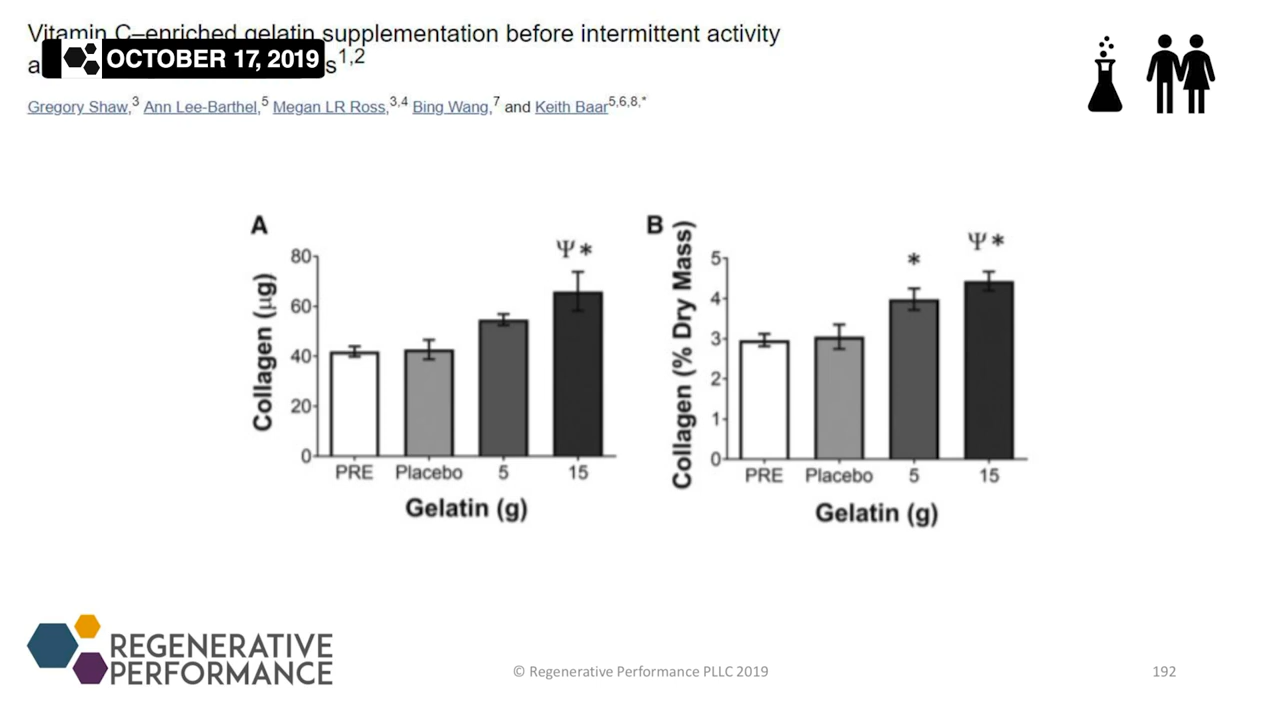 Vitamin C–enriched gelatin supplementation before intermittent activity
a
OCTOBER 17, 2019
s1,2
Gregory Shaw,3 Ann Lee-Barthel,5 Megan LR Ross,3,4 Bing Wang,7 and Keith Baar5,6,8,*
A
Collagen (μg)
80
60
40
20
0
Ψ *
PRE Placebo 5 15
Gelatin (g)
B
Collagen (% Dry Mass)
5
4
3
2
1
0
*
Ψ *
PRE Placebo 5 15
Gelatin (g)
REGENERATIVE
PERFORMANCE
© Regenerative Performance PLLC 2019
192